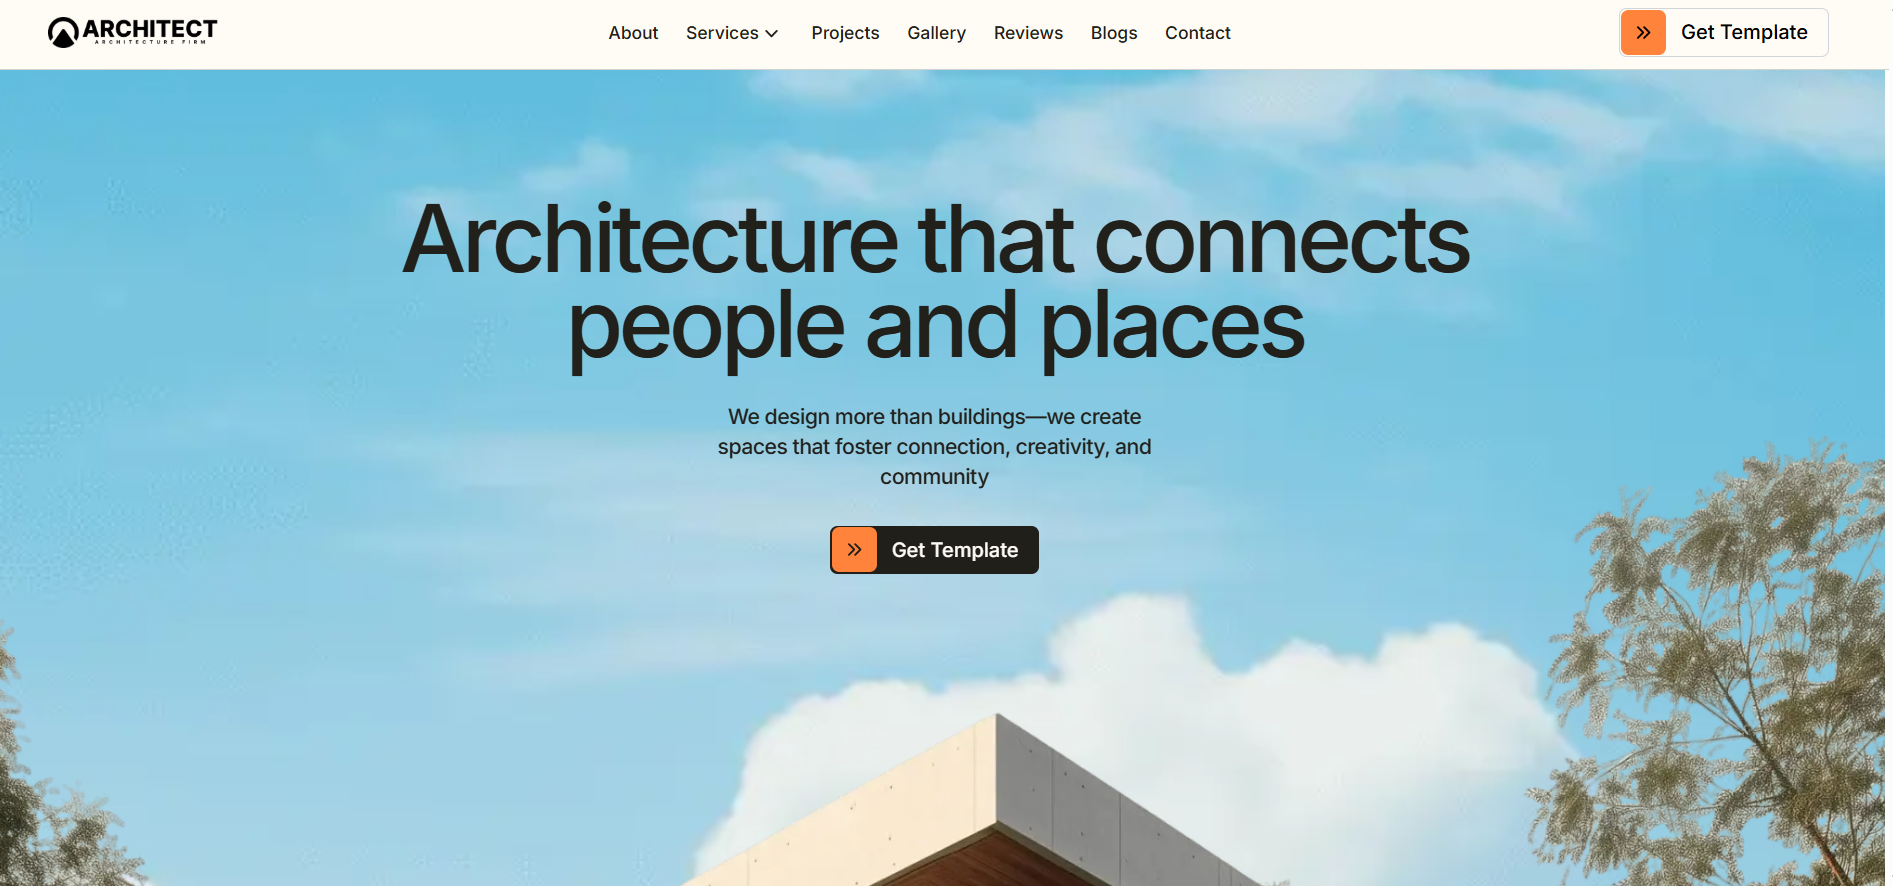 ARCHITECT
ARCHITECTURE FIRM
About
Services
Projects
Gallery
Reviews
Blogs
Contact
Get Template
Architecture that connects
people and places
We design more than buildings—we create
spaces that foster connection, creativity, and
community
Get Template